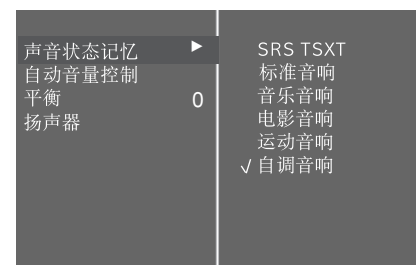 声音状态记忆 ►
自动音量控制
平衡 0
扬声器
SRS TSXT
标准音响
音乐音响
电影音响
运动音响
√ 自调音响